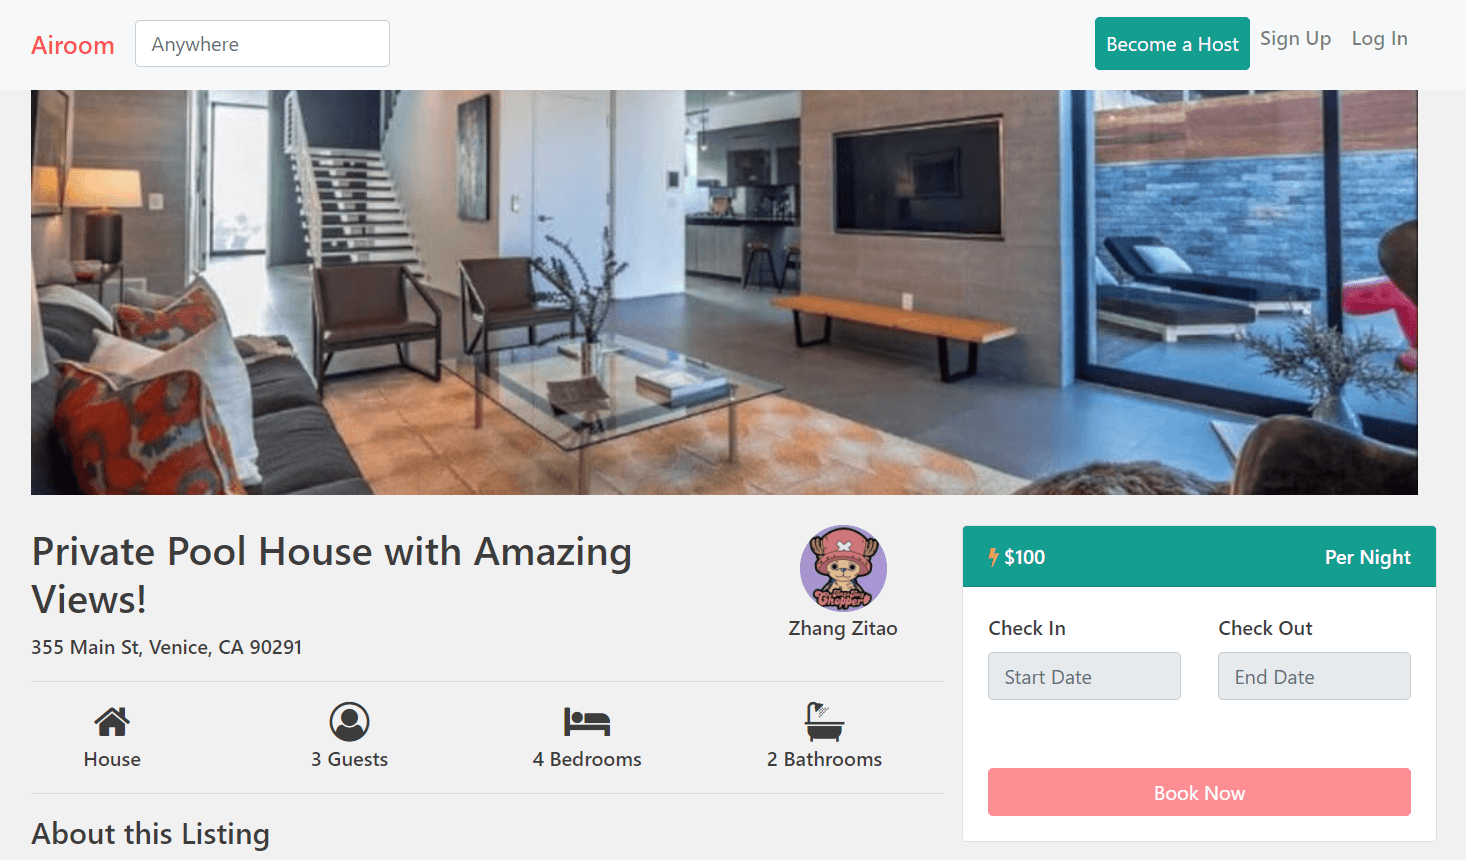 Airoom
Anywhere
Become a Host
Sign Up
Log In
Private Pool House with Amazing
Views!
355 Main St, Venice, CA 90291
Zhang Zitao
House
3 Guests
4 Bedrooms
2 Bathrooms
About this Listing
$100
Per Night
Check In
Check Out
Start Date
End Date
Book Now